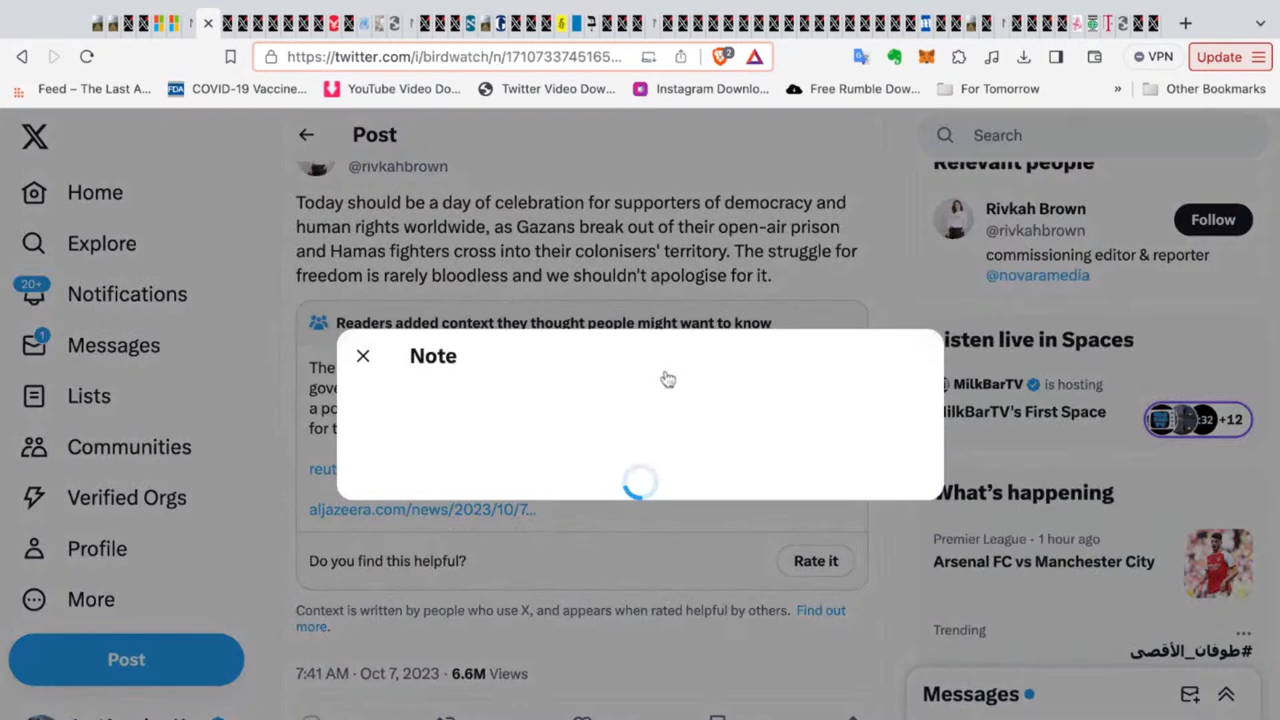 https://twitter.com/i/birdwatch/n/1710733745165...
2
VPN
Update
Feed – The Last A...
FDA
COVID-19 Vaccine...
YouTube Video Do...
Twitter Video Dow...
Instagram Downlo...
Free Rumble Dow...
For Tomorrow
»
Other Bookmarks
Home
Explore
20+
Notifications
1
Messages
Lists
Communities
Verified Orgs
Profile
More
Post
Post
@rivkahbrown
Today should be a day of celebration for supporters of democracy and
human rights worldwide, as Gazans break out of their open-air prison
and Hamas fighters cross into their colonisers' territory. The struggle for
freedom is rarely bloodless and we shouldn't apologise for it.
Readers added context they thought people might want to know
The
gove
a po
for t
reut
Note
aljazeera.com/news/2023/10/7...
Do you find this helpful?
Rate it
Context is written by people who use X, and appears when rated helpful by others. Find out
more.
7:41 AM · Oct 7, 2023 · 6.6M Views
Search
Relevant people
Rivkah Brown
@rivkahbrown
Follow
commissioning editor & reporter
@novaramedia
Listen live in Spaces
MilkBarTV is hosting
MilkBarTV's First Space
:32
+12
What's happening
Premier League · 1 hour ago
Arsenal FC vs Manchester City
Trending
#طوفان_الأقصى
Messages